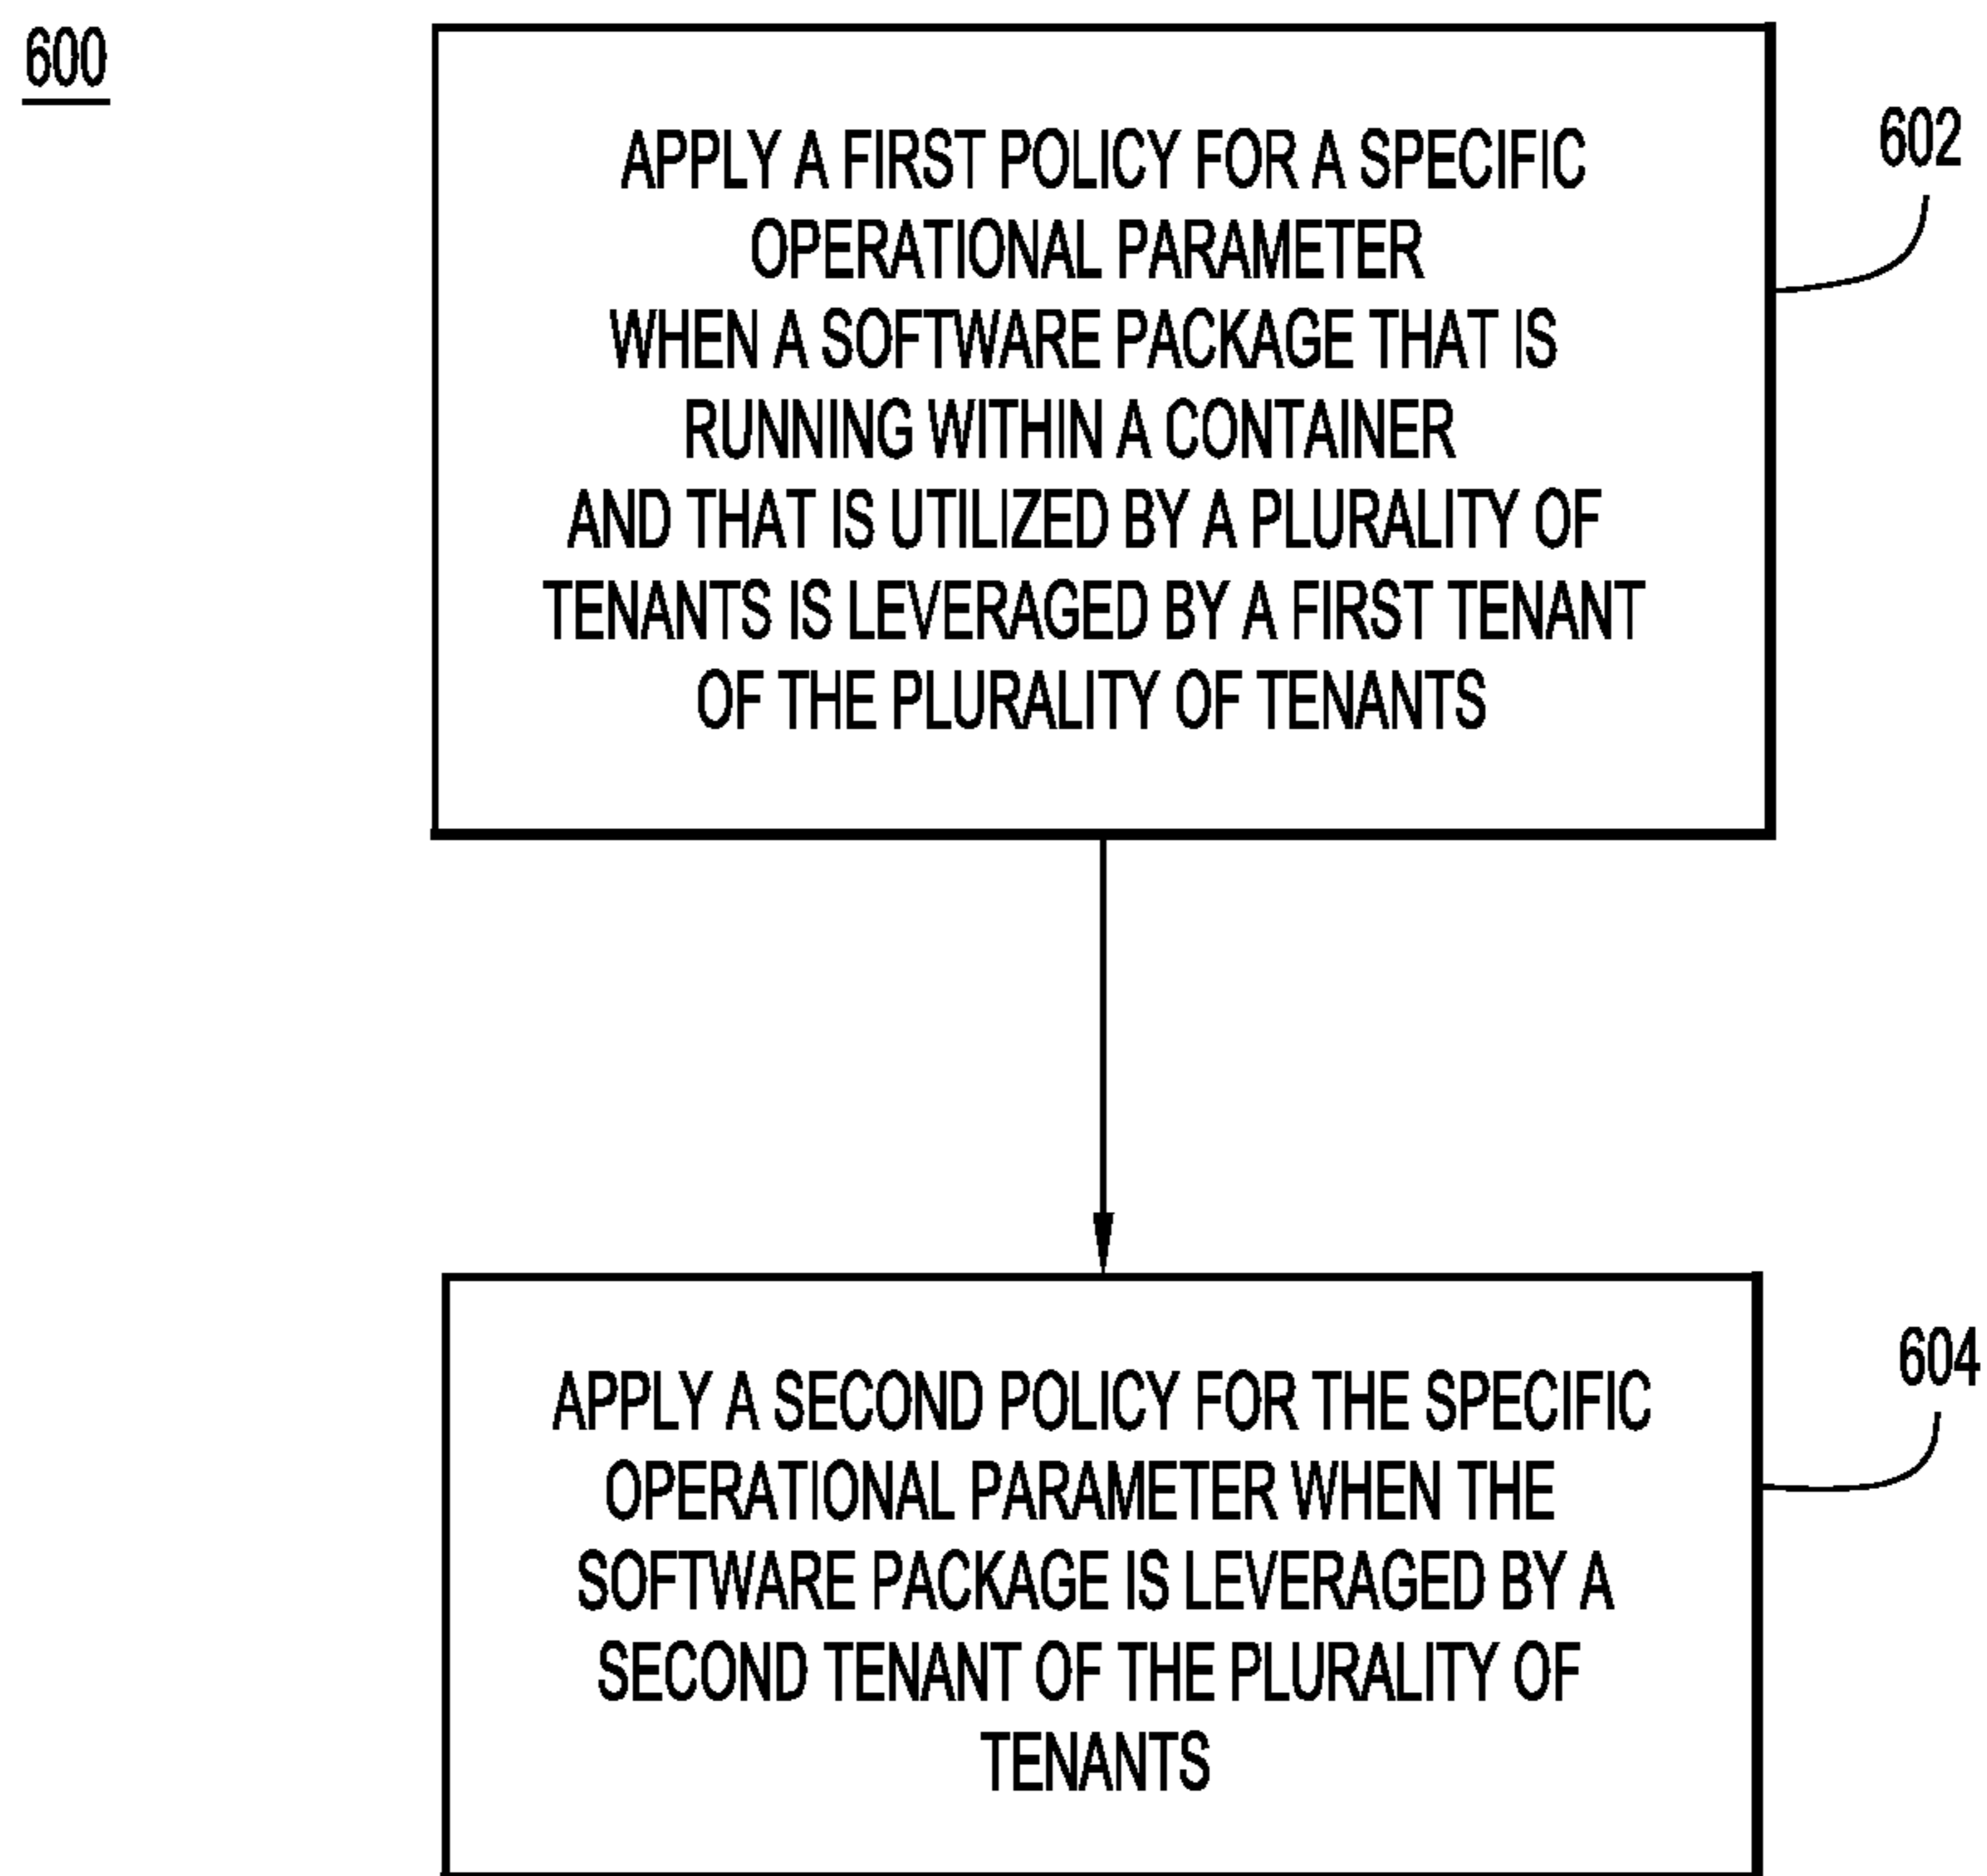 600
APPLY A FIRST POLICY FOR A SPECIFIC
OPERATIONAL PARAMETER
WHEN A SOFTWARE PACKAGE THAT IS
RUNNING WITHIN A CONTAINER
AND THAT IS UTILIZED BY A PLURALITY OF
TENANTS IS LEVERAGED BY A FIRST TENANT
OF THE PLURALITY OF TENANTS
602
APPLY A SECOND POLICY FOR THE SPECIFIC
OPERATIONAL PARAMETER WHEN THE
SOFTWARE PACKAGE IS LEVERAGED BY A
SECOND TENANT OF THE PLURALITY OF
TENANTS
604